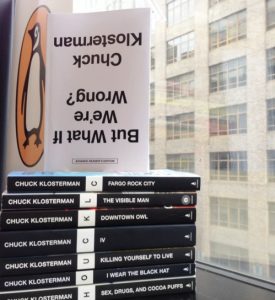 But What If
We're
Wrong?
Chuck
Klosterman
CHUCK KLOSTERMAN C FARGO ROCK CITY
CHUCK KLOSTERMAN L THE VISIBLE MAN
CHUCK KLOSTERMAN K DOWNTOWN OWL
CHUCK KLOSTERMAN C IV
CHUCK KLOSTERMAN U KILLING YOURSELF TO LIVE
CHUCK KLOSTERMAN O I WEAR THE BLACK HAT
CHUCK KLOSTERMAN H SEX, DRUGS, AND COCOA PUFFS